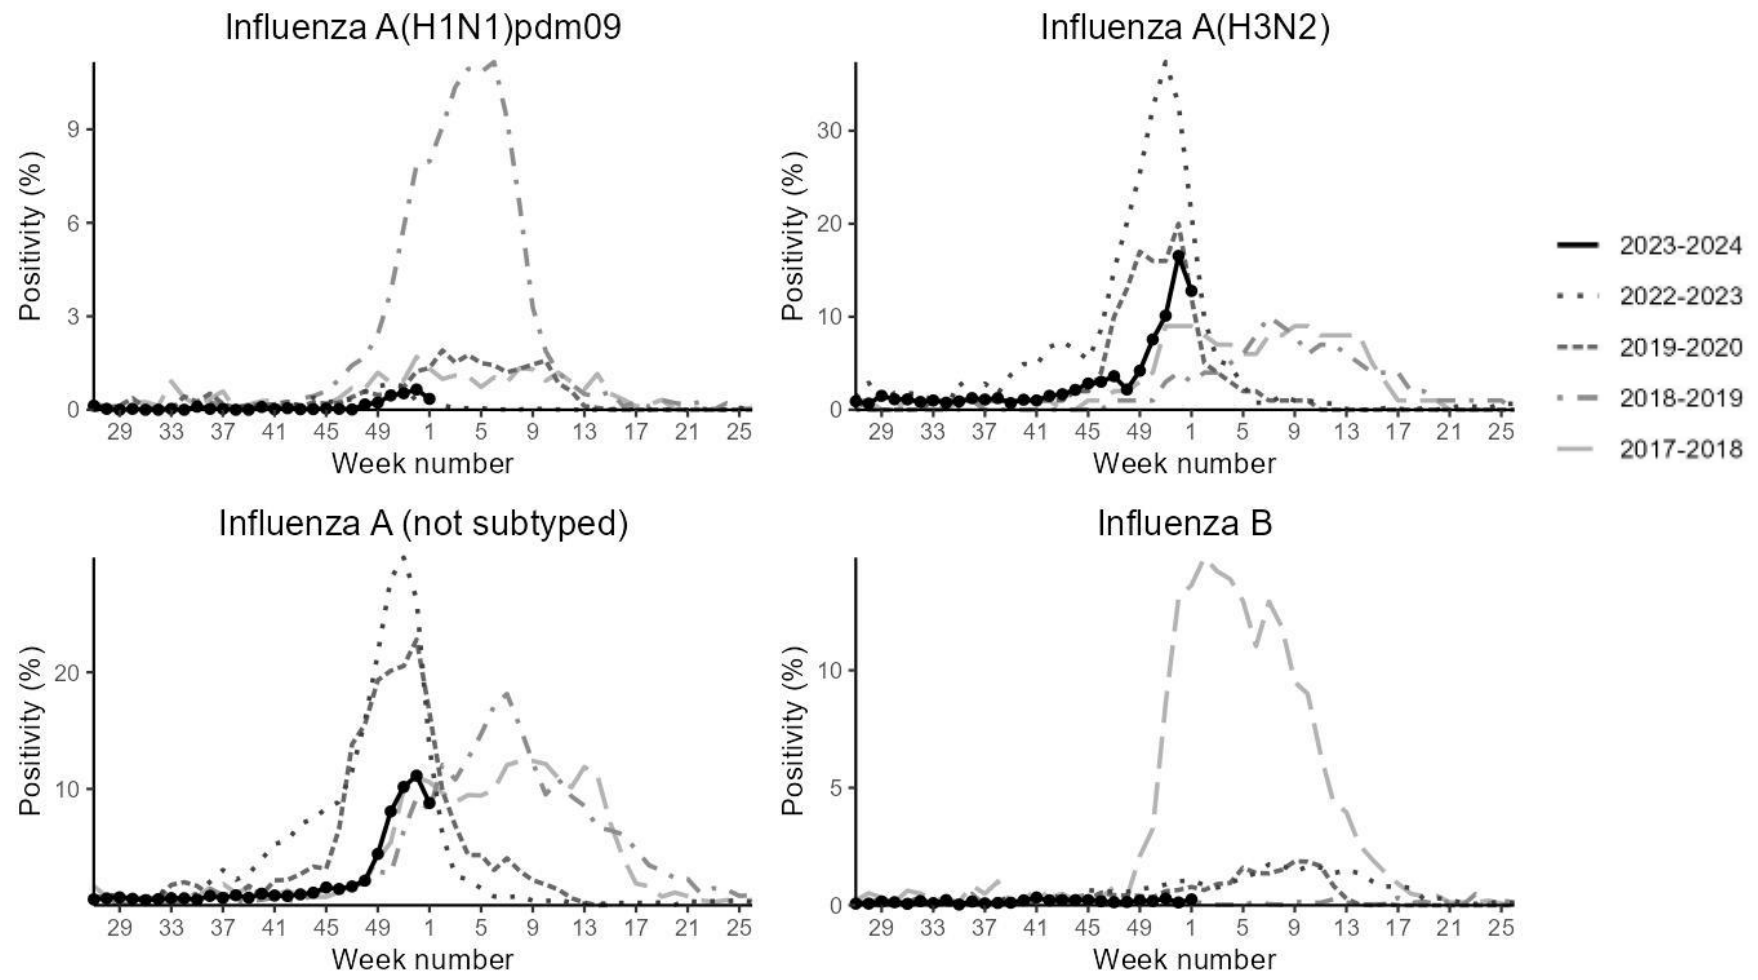 Influenza A(H1N1)pdm09
Positivity (%)
9
6
3
0
29 33 37 41 45 49 1 5 9 13 17 21 25
Week number
Influenza A(H3N2)
Positivity (%)
30
20
10
0
29 33 37 41 45 49 1 5 9 13 17 21 25
Week number
2023-2024
2022-2023
2019-2020
2018-2019
2017-2018
Influenza A (not subtyped)
Positivity (%)
20
10
29 33 37 41 45 49 1 5 9 13 17 21 25
Week number
Influenza B
Positivity (%)
10
5
0
29 33 37 41 45 49 1 5 9 13 17 21 25
Week number